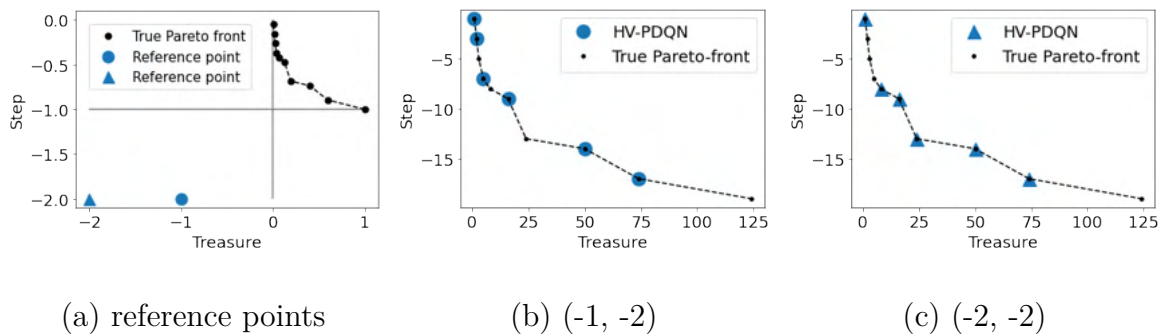 0.0
−0.5
−1.0
−1.5
−2.0
Step
True Pareto front
Reference point
Reference point
−2
−1
0
1
Treasure
−5
−10
−15
Step
HV-PDQN
True Pareto-front
0
25
50
75
100
125
Treasure
−5
−10
−15
Step
HV-PDQN
True Pareto-front
0
25
50
75
100
125
Treasure
(a) reference points
(b) (-1, -2)
(c) (-2, -2)